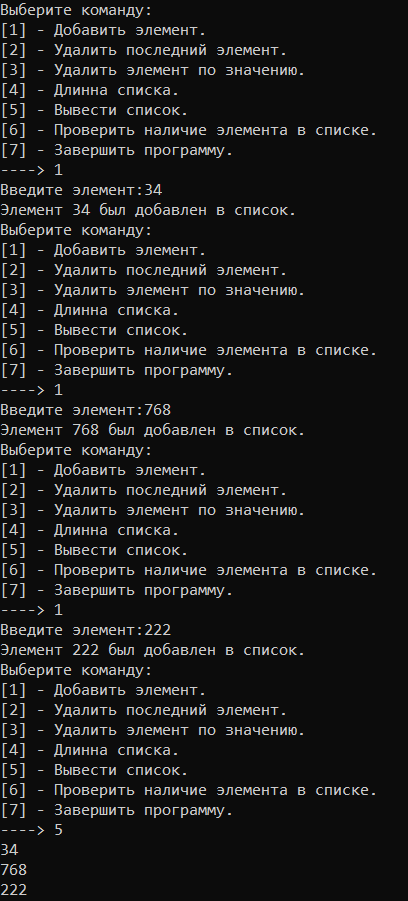 Выберите команду:
[1] - Добавить элемент.
[2] - Удалить последний элемент.
[3] - Удалить элемент по значению.
[4] - Длинна списка.
[5] - Вывести список.
[6] - Проверить наличие элемента в списке.
[7] - Завершить программу.
----> 1
Введите элемент:34
Элемент 34 был добавлен в список.
Выберите команду:
[1] - Добавить элемент.
[2] - Удалить последний элемент.
[3] - Удалить элемент по значению.
[4] - Длинна списка.
[5] - Вывести список.
[6] - Проверить наличие элемента в списке.
[7] - Завершить программу.
----> 1
Введите элемент:768
Элемент 768 был добавлен в список.
Выберите команду:
[1] - Добавить элемент.
[2] - Удалить последний элемент.
[3] - Удалить элемент по значению.
[4] - Длинна списка.
[5] - Вывести список.
[6] - Проверить наличие элемента в списке.
[7] - Завершить программу.
----> 1
Введите элемент:222
Элемент 222 был добавлен в список.
Выберите команду:
[1] - Добавить элемент.
[2] - Удалить последний элемент.
[3] - Удалить элемент по значению.
[4] - Длинна списка.
[5] - Вывести список.
[6] - Проверить наличие элемента в списке.
[7] - Завершить программу.
----> 5
34
768
222